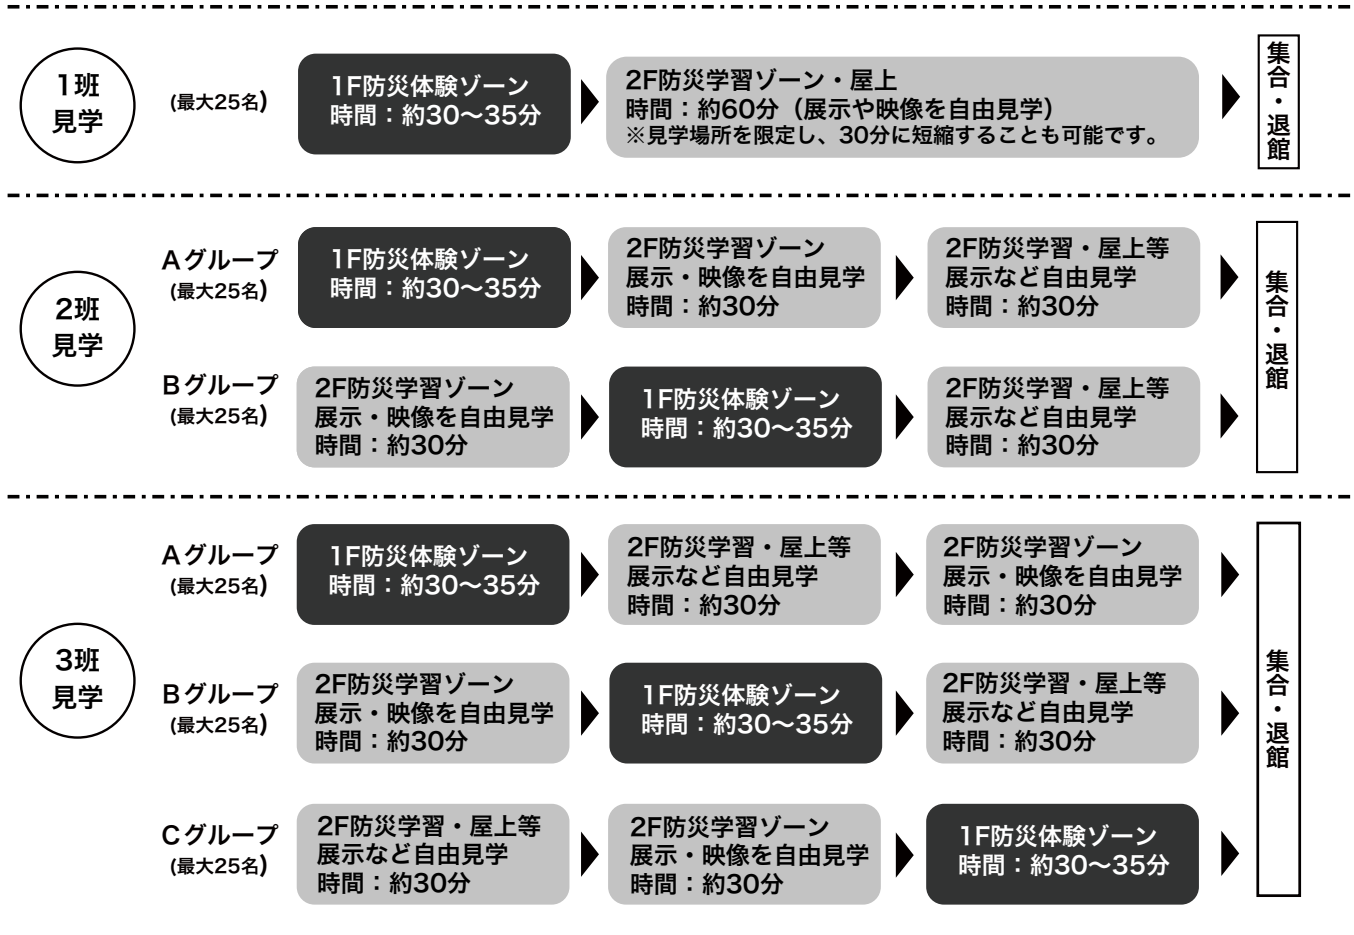 1班
見学
(最大25名)
1F防災体験ゾーン
時間：約30〜35分
2F防災学習ゾーン・屋上
時間：約60分（展示や映像を自由見学）
※見学場所を限定し、30分に短縮することも可能です。
集合・退館
2班
見学
Aグループ
(最大25名)
1F防災体験ゾーン
時間：約30〜35分
2F防災学習ゾーン
展示・映像を自由見学
時間：約30分
2F防災学習・屋上等
展示など自由見学
時間：約30分
Bグループ
(最大25名)
2F防災学習ゾーン
展示・映像を自由見学
時間：約30分
1F防災体験ゾーン
時間：約30〜35分
2F防災学習・屋上等
展示など自由見学
時間：約30分
集合・退館
3班
見学
Aグループ
(最大25名)
1F防災体験ゾーン
時間：約30〜35分
2F防災学習・屋上等
展示など自由見学
時間：約30分
2F防災学習ゾーン
展示・映像を自由見学
時間：約30分
Bグループ
(最大25名)
2F防災学習ゾーン
展示・映像を自由見学
時間：約30分
1F防災体験ゾーン
時間：約30〜35分
2F防災学習・屋上等
展示など自由見学
時間：約30分
Cグループ
(最大25名)
2F防災学習・屋上等
展示など自由見学
時間：約30分
2F防災学習ゾーン
展示・映像を自由見学
時間：約30分
1F防災体験ゾーン
時間：約30〜35分
集合・退館